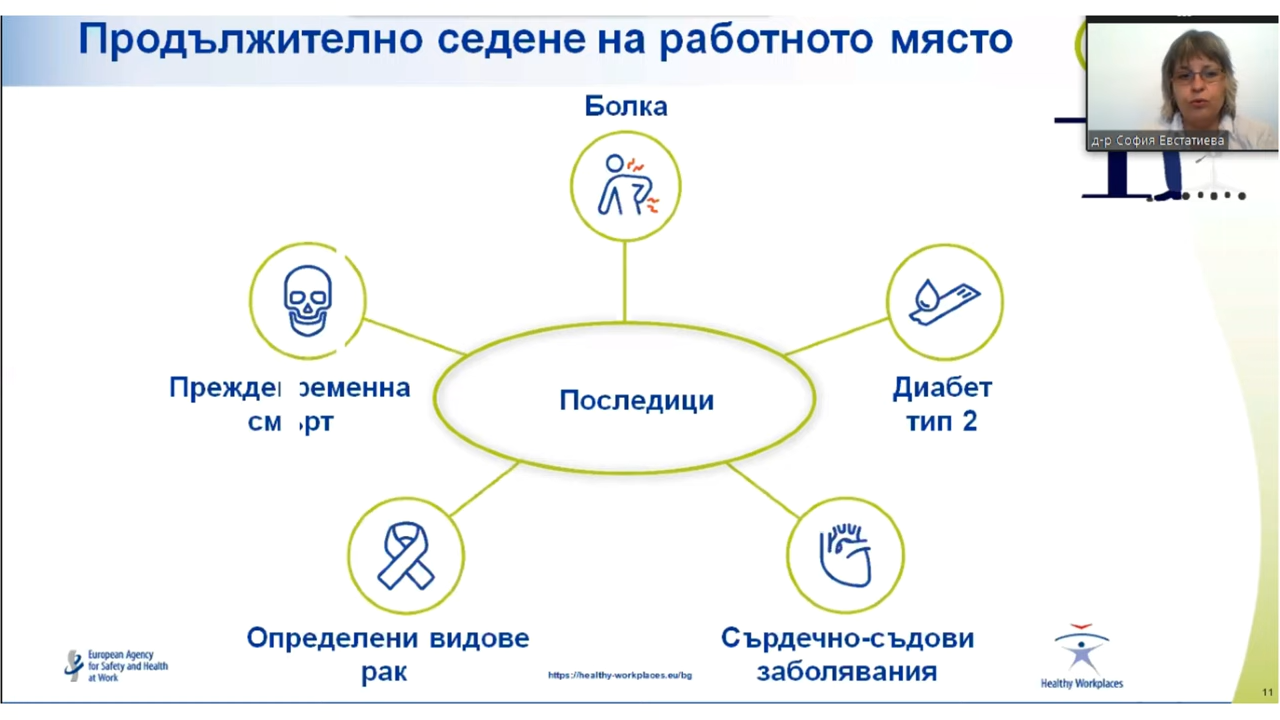 Продължително седене на работното място
д-р София Евстатиева
Болка
Диабет
тип 2
Последици
Определени видове
рак
Сърдечно-съдови
заболявания
European Agency
for Safety and Health
at Work
https://healthy-workplaces.eu/bg
Healthy Workplaces
11